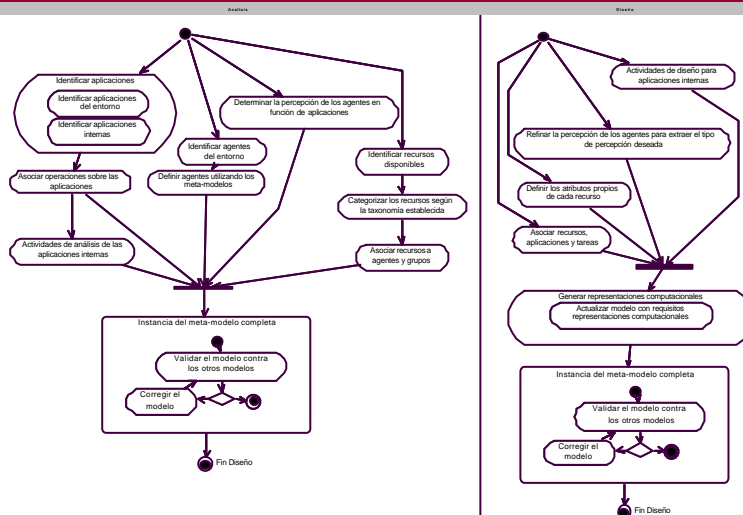 Analisis
Identificar aplicaciones
Identificar aplicaciones
del entorno
Identificar aplicaciones
internas
Determinar la percepción de los agentes en
función de aplicaciones
Identificar agentes
del entorno
Identificar recursos
disponibles
Asociar operaciones sobre las
aplicaciones
Definir agentes utilizando los
meta-modelos
Categorizar los recursos según
la taxonomía establecida
Actividades de análisis de las
aplicaciones internas
Asociar recursos a
agentes y grupos
Instancia del meta-modelo completa
Validar el modelo contra
los otros modelos
Corregir el
modelo
Fin Diseño
Diseño
Actividades de diseño para
aplicaciones internas
Refinar la percepción de los agentes para extraer el tipo
de percepción deseada
Definir los atributos propios
de cada recurso
Asociar recursos,
aplicaciones y tareas
Generar representaciones computacionales
Actualizar modelo con requisitos
representaciones computacionales
Instancia del meta-modelo completa
Validar el modelo contra
los otros modelos
Corregir el
modelo
Fin Diseño